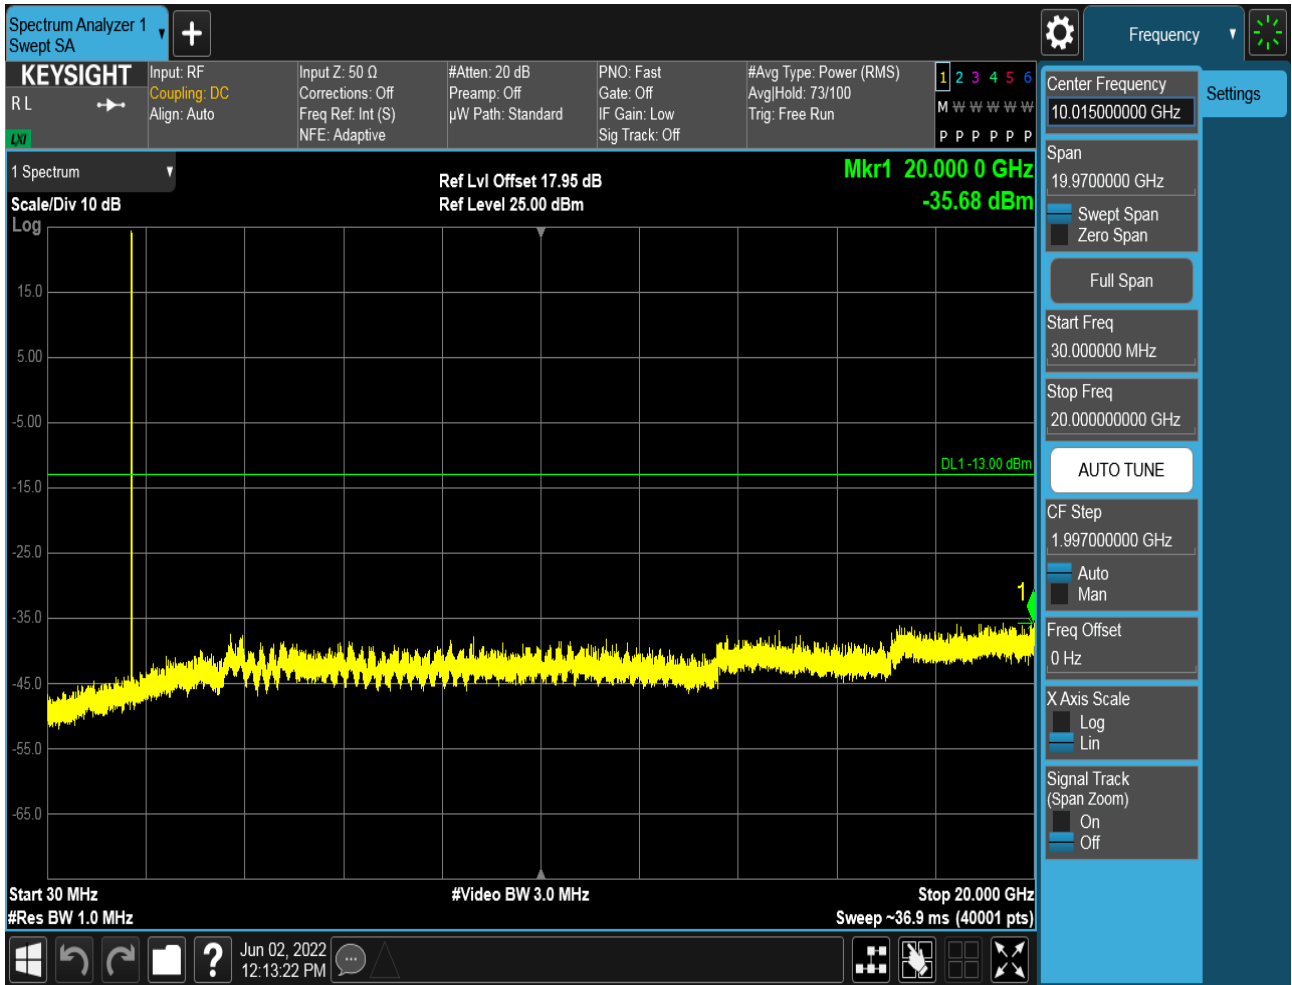 Spectrum Analyzer 1
Swept SA
Frequency
KEYSIGHT
R L
LXI
Input: RF
Coupling: DC
Align: Auto
Input Z: 50 Ω
Corrections: Off
Freq Ref: Int (S)
NFE: Adaptive
#Atten: 20 dB
Preamp: Off
µW Path: Standard
PNO: Fast
Gate: Off
IF Gain: Low
Sig Track: Off
#Avg Type: Power (RMS)
Avg|Hold: 73/100
Trig: Free Run
1 2 3 4 5 6
M W W W W W
P P P P P P
1 Spectrum
Scale/Div 10 dB
Log
Ref Lvl Offset 17.95 dB
Ref Level 25.00 dBm
Mkr1 20.000 0 GHz
-35.68 dBm
15.0
5.00
-5.00
DL1 -13.00 dBm
-15.0
-25.0
1
-35.0
-45.0
-55.0
-65.0
Start 30 MHz
#Res BW 1.0 MHz
#Video BW 3.0 MHz
Stop 20.000 GHz
Sweep ~36.9 ms (40001 pts)
Jun 02, 2022
12:13:22 PM
Center Frequency
10.015000000 GHz
Settings
Span
19.9700000 GHz
Swept Span
Zero Span
Full Span
Start Freq
30.000000 MHz
Stop Freq
20.000000000 GHz
AUTO TUNE
CF Step
1.997000000 GHz
Auto
Man
Freq Offset
0 Hz
X Axis Scale
Log
Lin
Signal Track
(Span Zoom)
On
Off